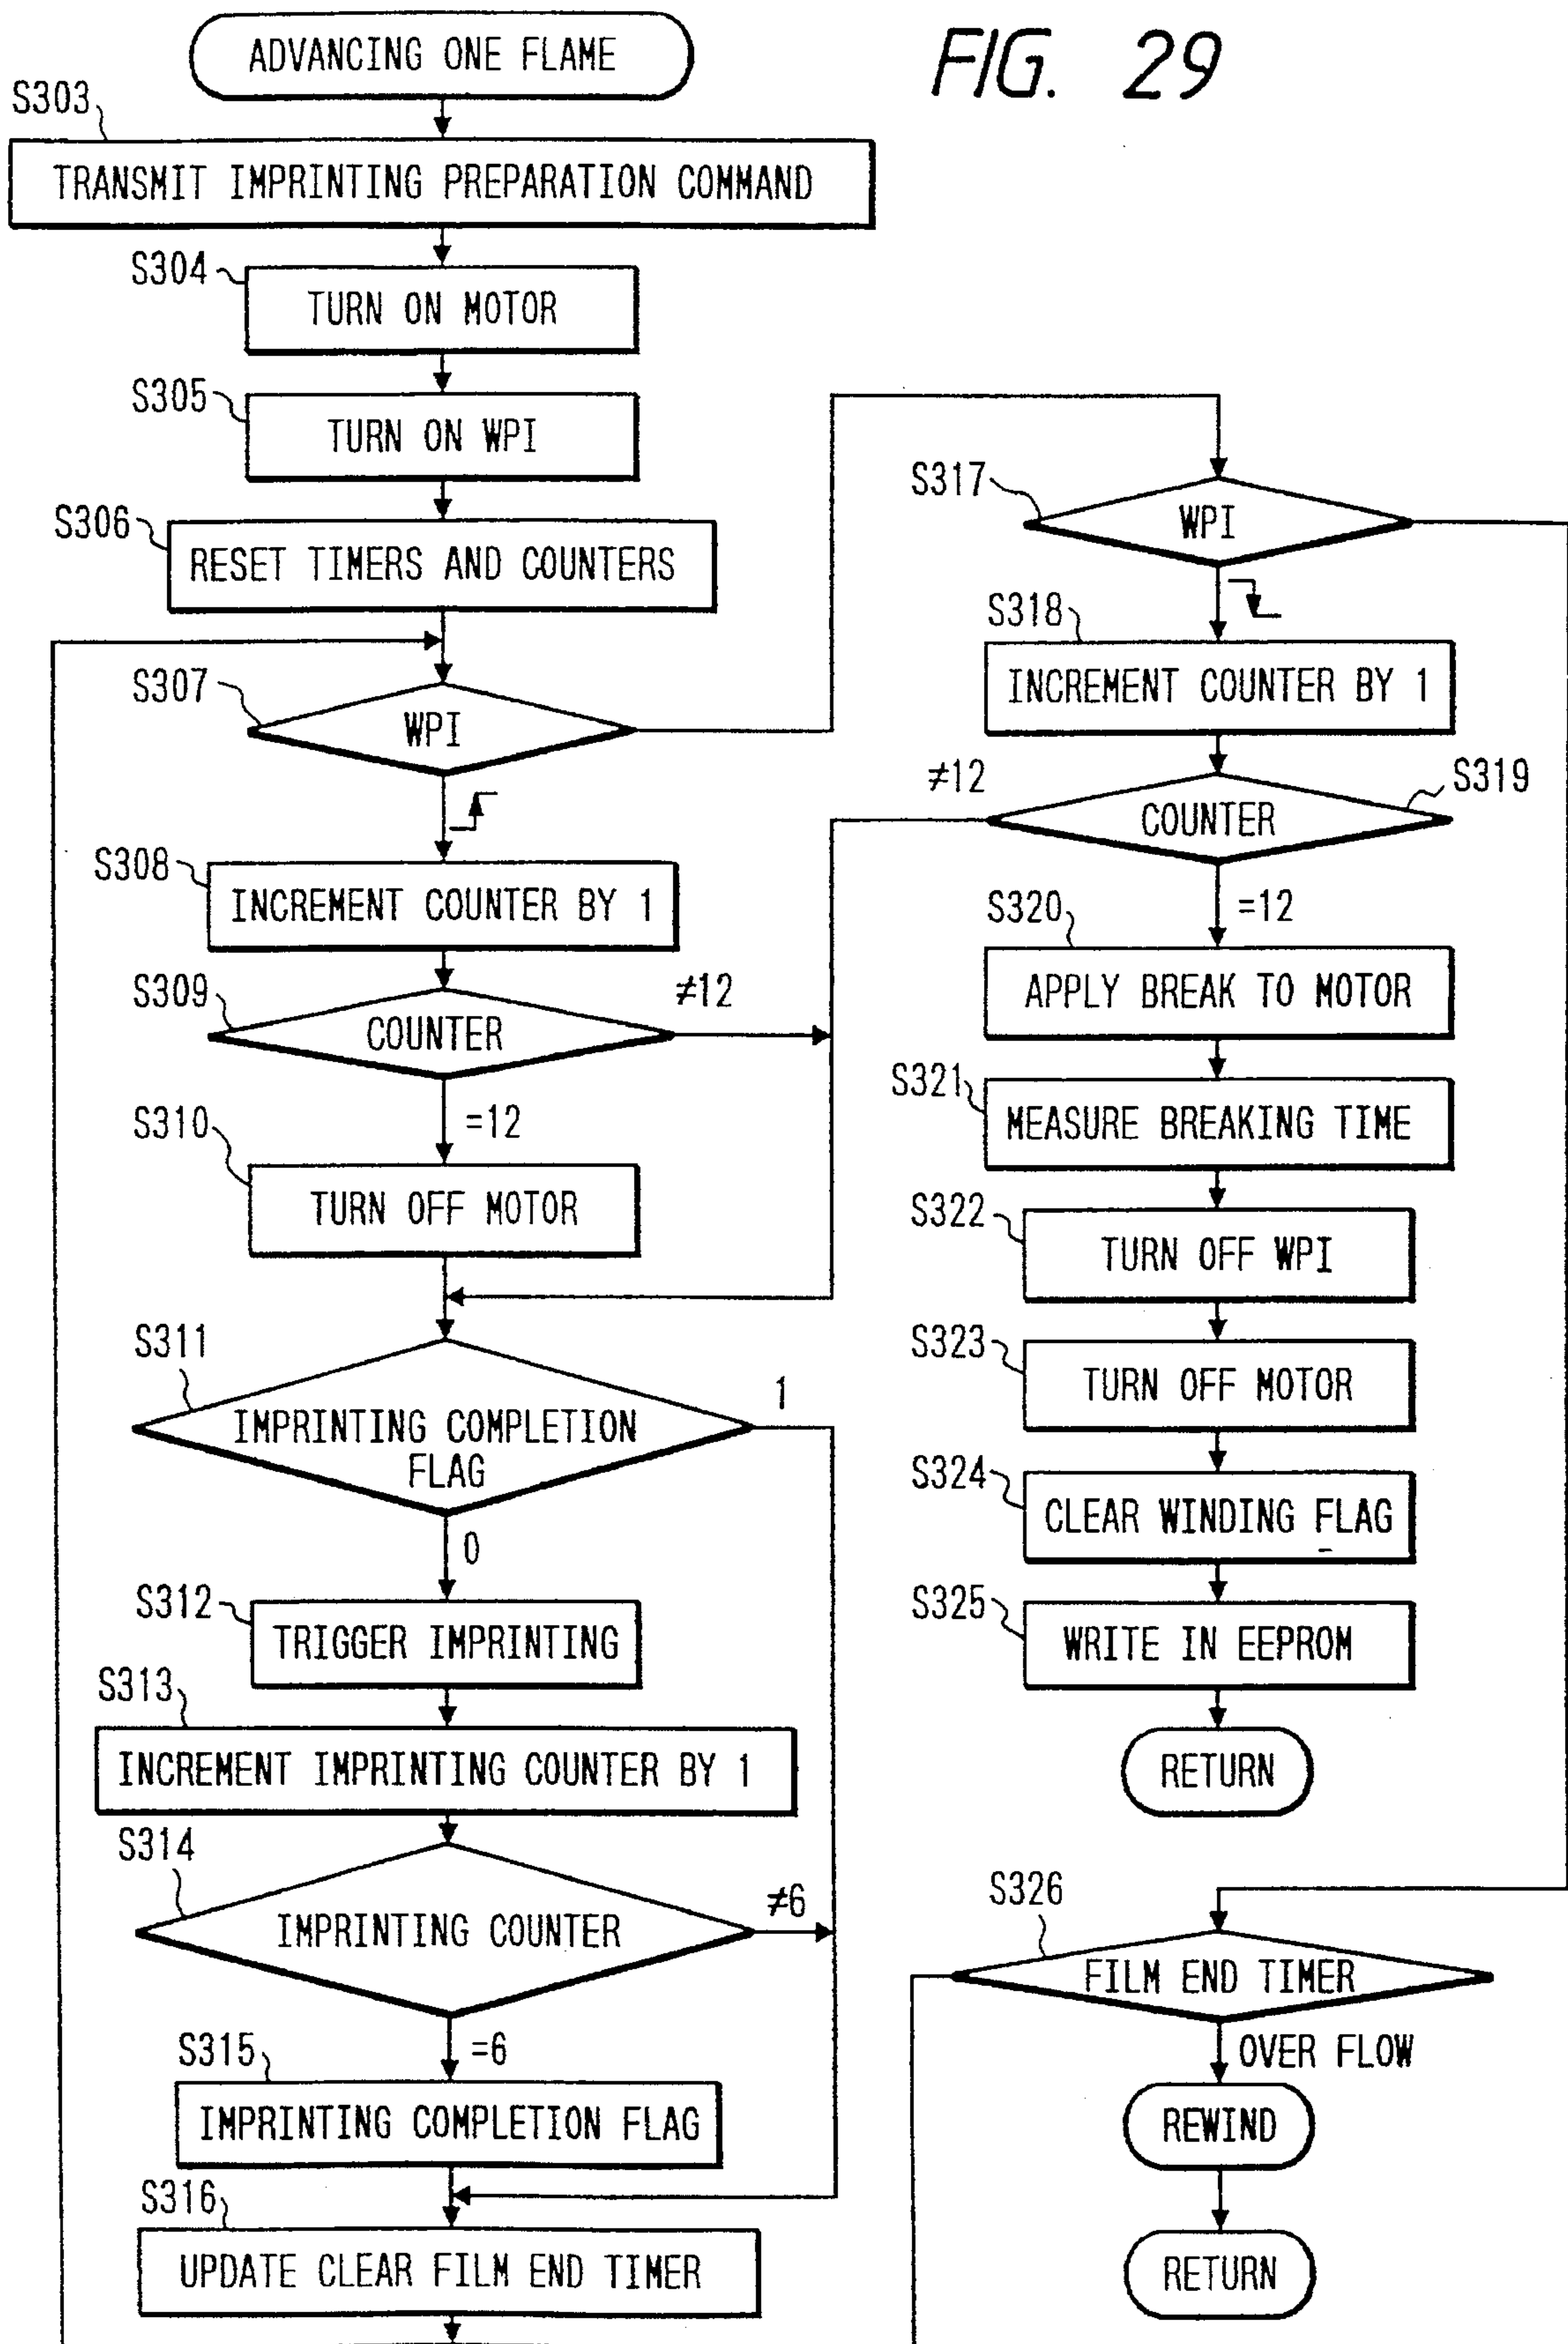 FIG. 29
ADVANCING ONE FLAME
S303
TRANSMIT IMPRINTING PREPARATION COMMAND
S304
TURN ON MOTOR
S305
TURN ON WPI
S306
RESET TIMERS AND COUNTERS
S307
WPI
S308
INCREMENT COUNTER BY 1
S309
COUNTER
≠12
=12
S310
TURN OFF MOTOR
S311
IMPRINTING COMPLETION
FLAG
1
0
S312
TRIGGER IMPRINTING
S313
INCREMENT IMPRINTING COUNTER BY 1
S314
IMPRINTING COUNTER
≠6
=6
S315
IMPRINTING COMPLETION FLAG
S316
UPDATE CLEAR FILM END TIMER
S317
WPI
S318
INCREMENT COUNTER BY 1
≠12
S319
COUNTER
=12
S320
APPLY BREAK TO MOTOR
S321
MEASURE BREAKING TIME
S322
TURN OFF WPI
S323
TURN OFF MOTOR
S324
CLEAR WINDING FLAG
S325
WRITE IN EEPROM
RETURN
S326
FILM END TIMER
OVER FLOW
REWIND
RETURN